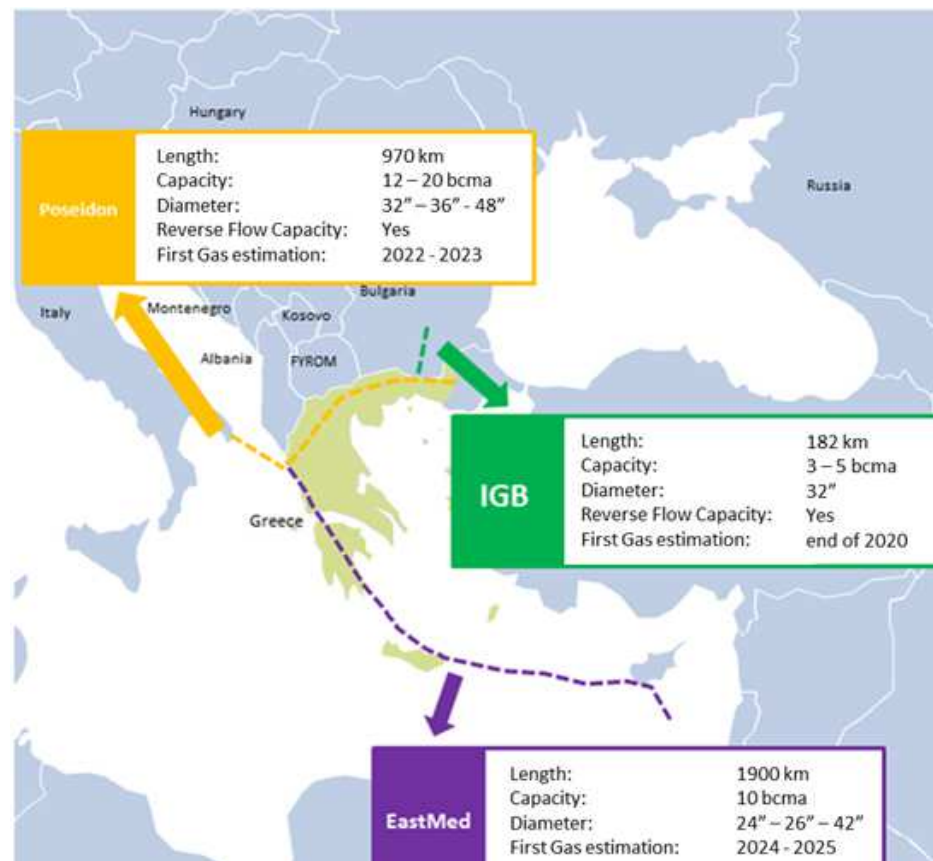 Hungary
Poseidon
Length: 970 km
Capacity: 12 – 20 bcma
Diameter: 32” – 36” - 48”
Reverse Flow Capacity: Yes
First Gas estimation: 2022 - 2023
Russia
Bulgaria
Italy
Montenegro
Kosovo
Albania
FYROM
IGB
Length: 182 km
Capacity: 3 – 5 bcma
Diameter: 32”
Reverse Flow Capacity: Yes
First Gas estimation: end of 2020
Greece
EastMed
Length: 1900 km
Capacity: 10 bcma
Diameter: 24” – 26” – 42”
First Gas estimation: 2024 - 2025